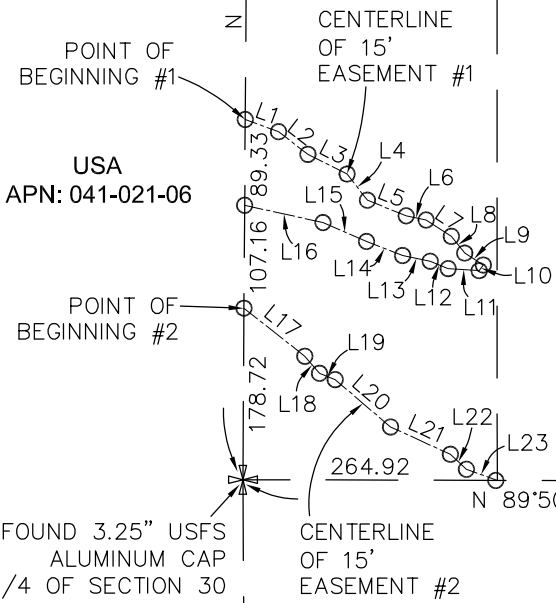 N
CENTERLINE
OF 15'
EASEMENT #1
POINT OF
BEGINNING #1
L1
L2
L3
L4
L5
L6
L7
L8
L9
L10
L11
L12
L13
L14
L15
L16
89.33
USA
APN: 041-021-06
107.16
POINT OF
BEGINNING #2
L17
L18
L19
L20
L21
L22
L23
178.72
264.92
N 89°50
FOUND 3.25" USFS
ALUMINUM CAP
/4 OF SECTION 30
CENTERLINE
OF 15'
EASEMENT #2